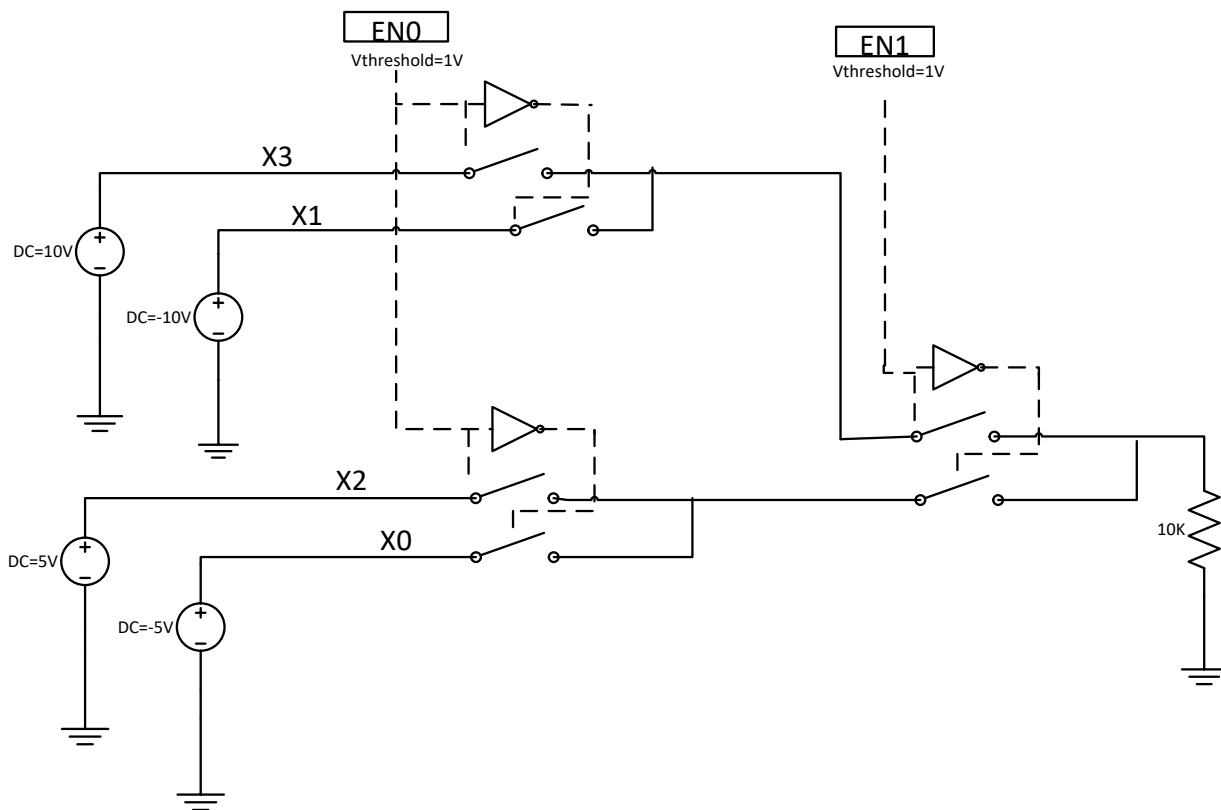 EN0
Vthreshold=1V
EN1
Vthreshold=1V
X3
X1
DC=10V
DC=-10V
X2
X0
DC=5V
DC=-5V
10K